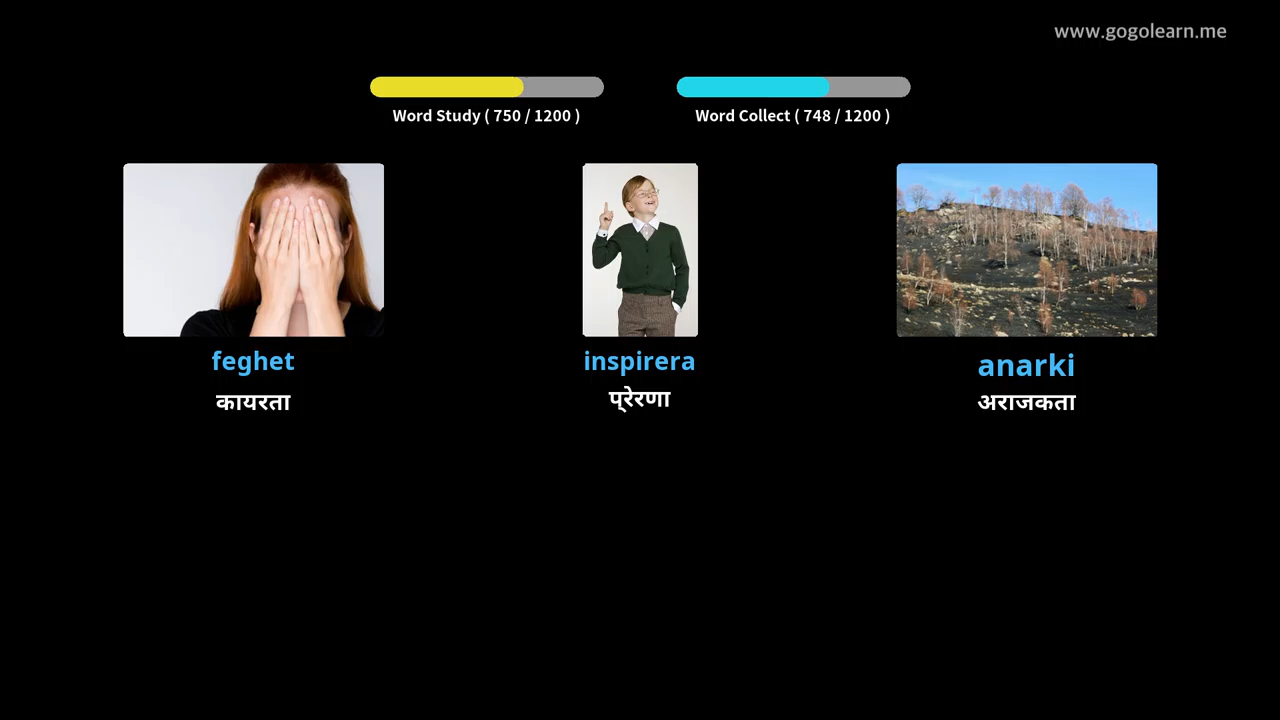 www.gogolearn.me
Word Study ( 750 / 1200 )
Word Collect ( 748 / 1200 )
feghet
inspirera
anarki
कायरता
प्रेरणा
अराजकता